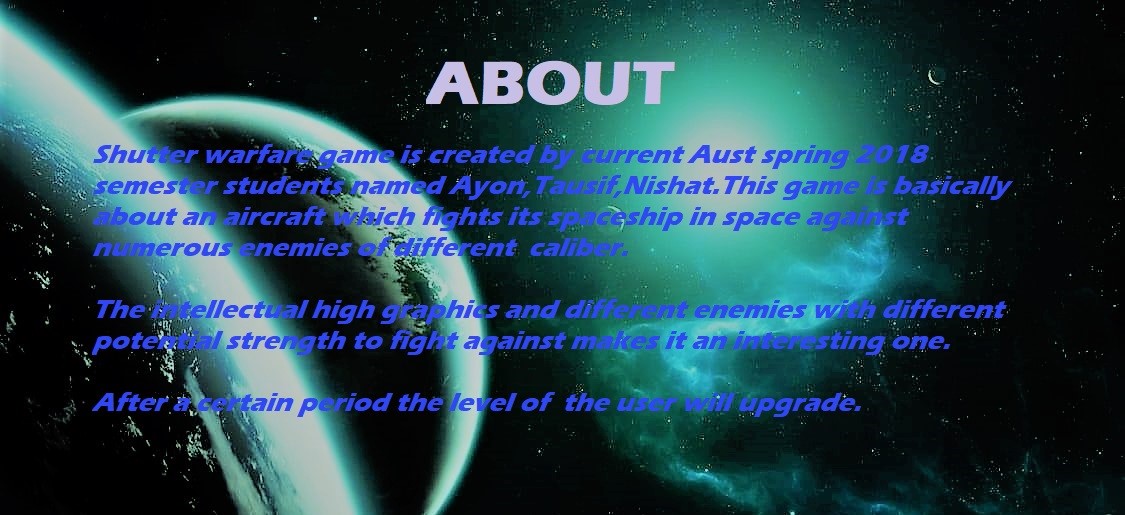 ABOUT
Shutter warfare game is created by current Aust spring 2018
semester students named Ayon,Tausif,Nishat.This game is basically
about an aircraft which fights its spaceship in space against
numerous enemies of different  caliber.
The intellectual high graphics and different enemies with different
potential strength to fight against makes it an interesting one.
After a certain period the level of  the user will upgrade.